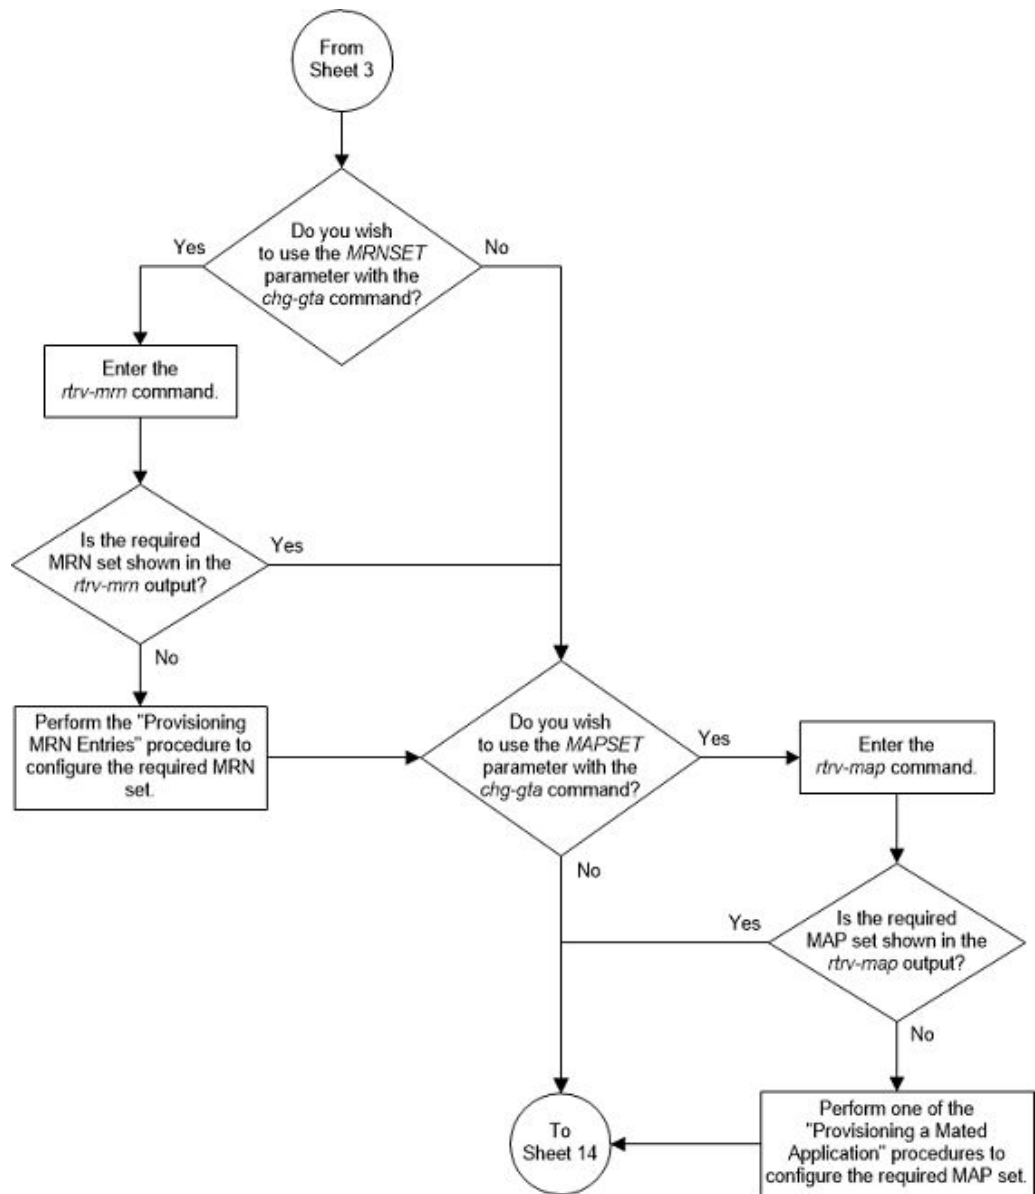 From
Sheet 3
Do you wish
to use the MRNSET
parameter with the
chg-gta command?
Yes
No
Enter the
rtrv-mrn command.
Is the required
MRN set shown in the
rtrv-mrn output?
Yes
No
Perform the "Provisioning
MRN Entries" procedure to
configure the required MRN
set.
Do you wish
to use the MAPSET
parameter with the
chg-gta command?
Yes
No
Enter the
rtrv-map command.
Is the required
MAP set shown in the
rtrv-map output?
Yes
No
Perform one of the
"Provisioning a Mated
Application" procedures to
configure the required MAP set.
To
Sheet 14